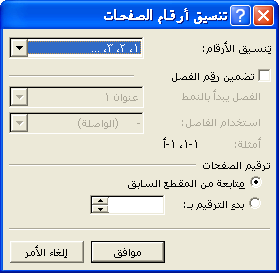 تنسيق أرقام الصفحات
تنسيق الأرقام: ١، ٢، ٣، ...
تضمين رقم الفصل
الفصل يبدأ بالنمط عنوان ١
استخدام الفاصل: - (الواصلة)
أمثلة: ١-١، ١-أ
ترقيم الصفحات
متابعة من المقطع السابق
بدء الترقيم بـ:
موافق إلغاء الأمر